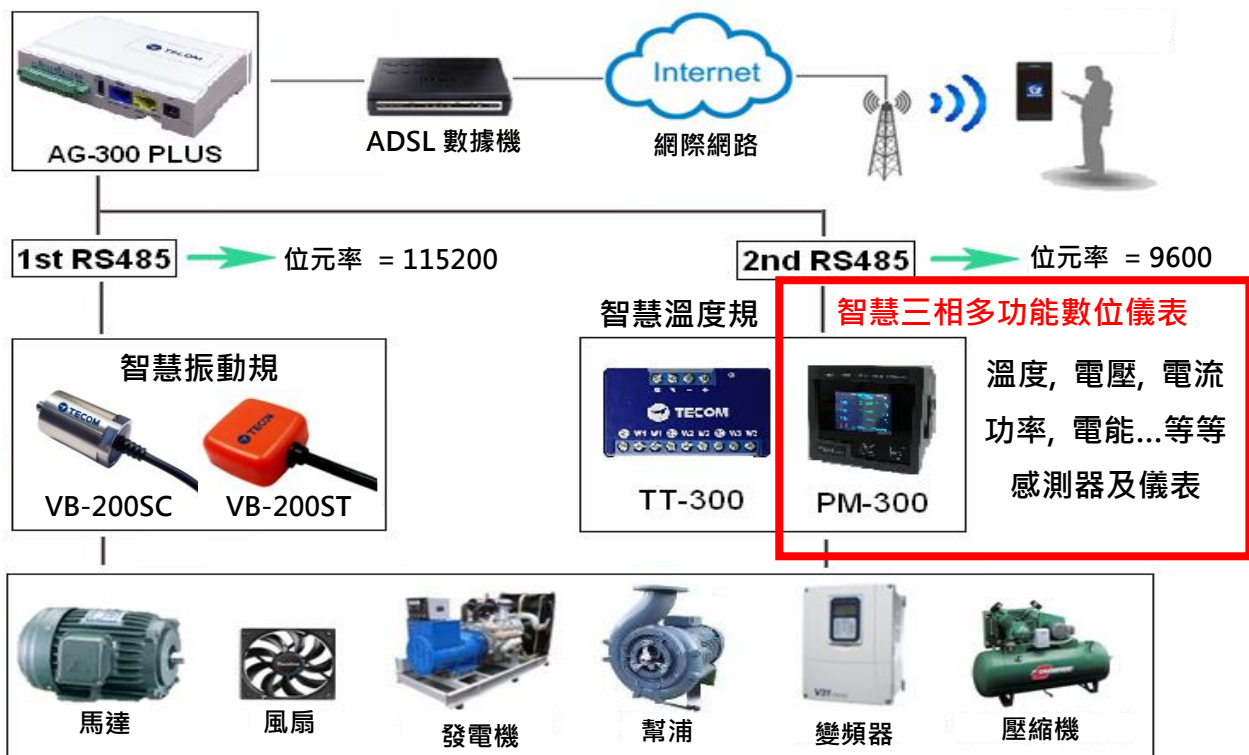 TECOM
AG-300 PLUS
ADSL 數據機
Internet
網際網路
1st RS485
位元率 = 115200
2nd RS485
位元率 = 9600
智慧振動規
TECOM
VB-200SC
TECOM
VB-200ST
智慧溫度規
TECOM
TT-300
智慧三相多功能數位儀表
PM-300
溫度, 電壓, 電流
功率, 電能...等等
感測器及儀表
馬達
風扇
發電機
幫浦
變頻器
壓縮機